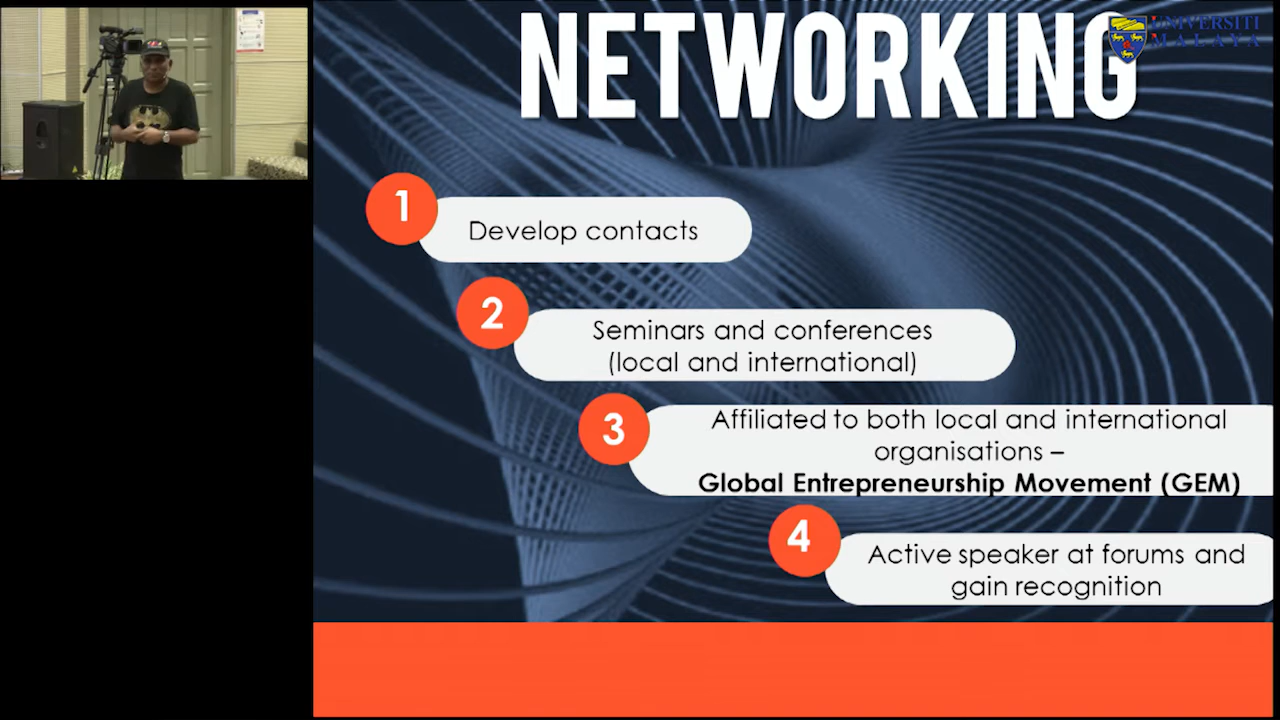 NETWORKING
UNIVERSITI
MALAYA
1
Develop contacts
2
Seminars and conferences
(local and international)
3
Affiliated to both local and international
organisations –
Global Entrepreneurship Movement (GEM)
4
Active speaker at forums and
gain recognition